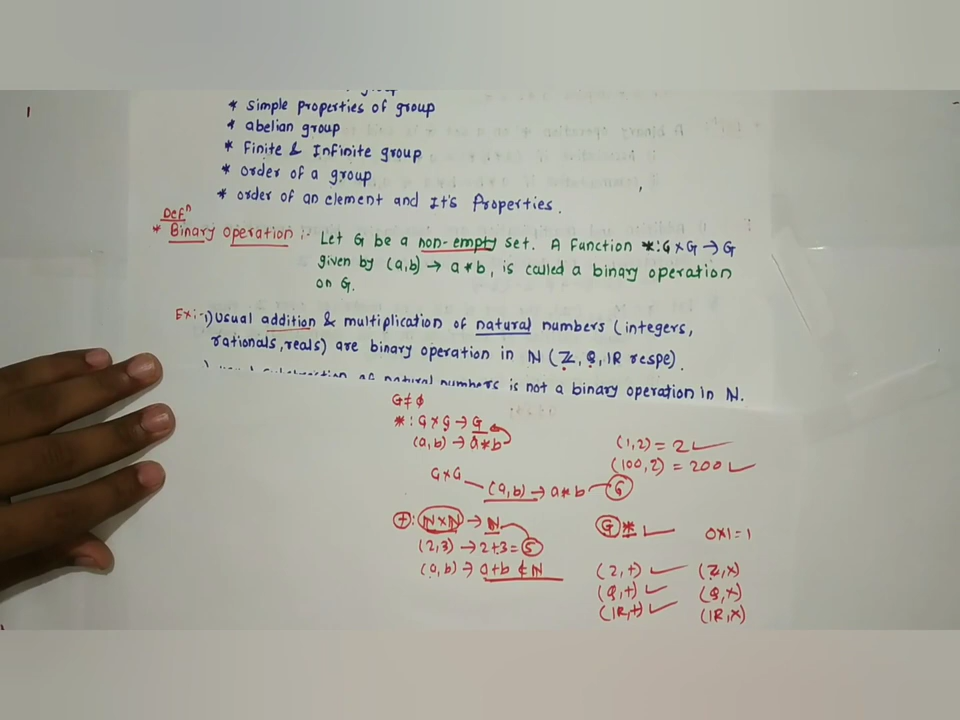 * Simple Properties of group
* abelian group
* Finite & Infinite group
* order of a group
* order of an element and It's Properties.
Defⁿ
* Binary operation :- Let G be a non-empty set. A function *: G×G → G
given by (a,b) → a*b, is called a binary operation
on G.
Ex:- 1) Usual addition & multiplication of natural numbers (integers,
rationals, reals) are binary operation in N (Z, Q, IR respe).
natural numbers is not a binary operation in N.
G≠ϕ
*: G×G → G
(a,b) → a*b
(1,2) = 2
(100,2) = 200
G×G
(a,b) → a*b G
+: N×N → N
G * 1
0×1=1
(2,3) → 2+3=5
(a,b) → a+b ∉ N
(Z,+) (Z,×)
(Q,+) (Q,×)
(IR,+) (IR,×)